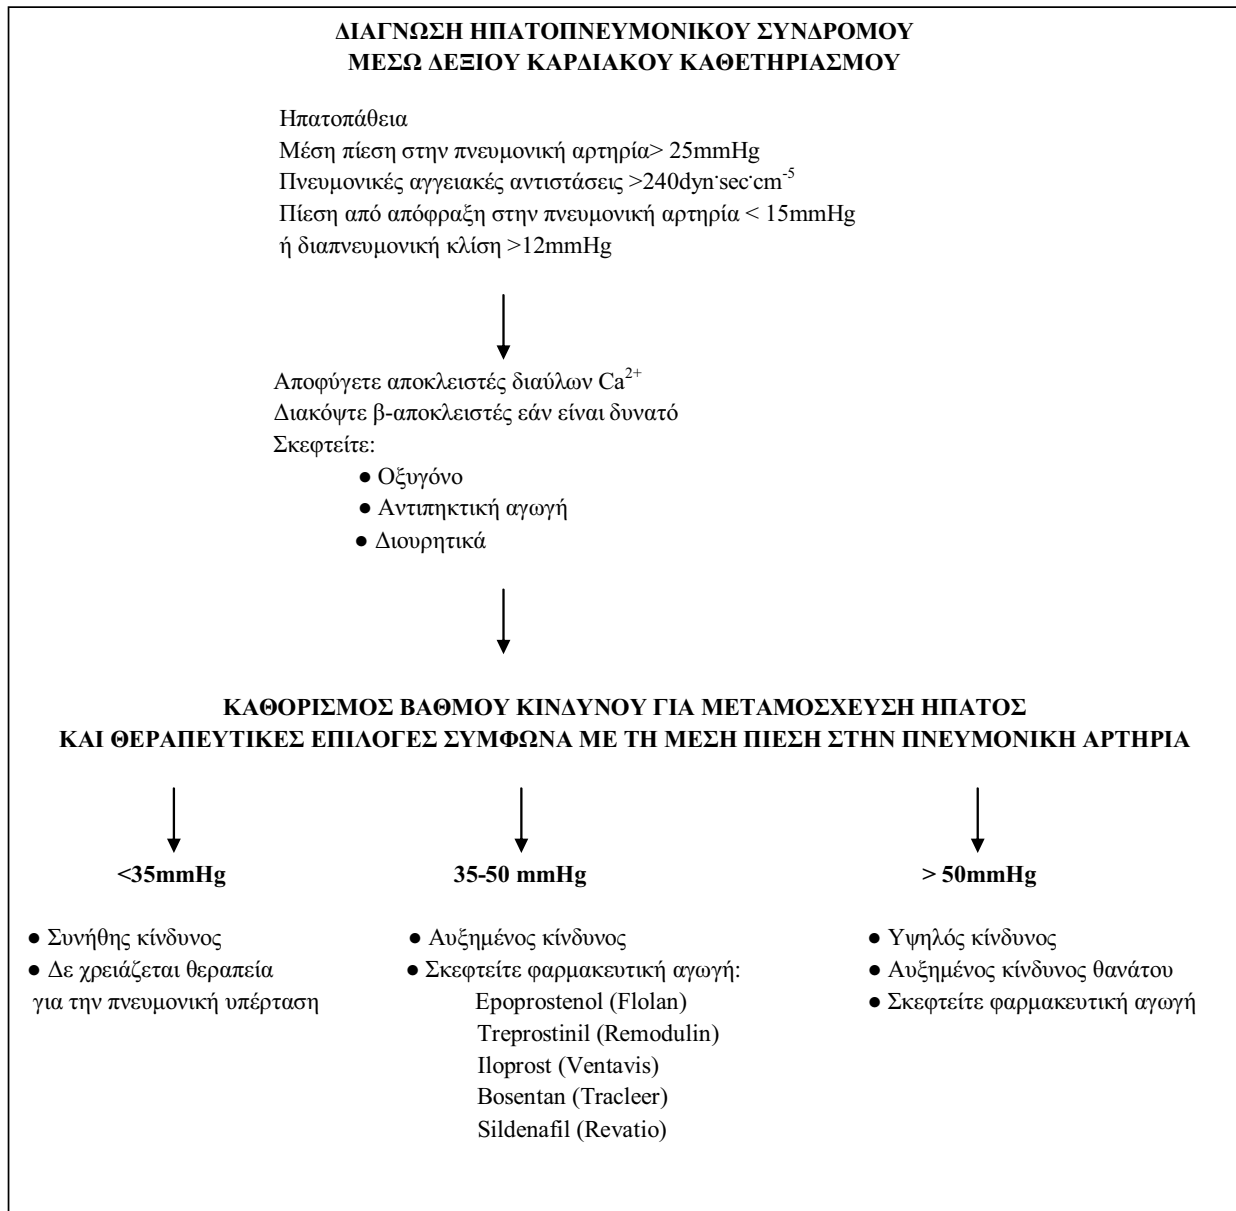 ΔΙΑΓΝΩΣΗ ΗΠΑΤΟΠΝΕΥΜΟΝΙΚΟΥ ΣΥΝΔΡΟΜΟΥ
ΜΕΣΩ ΔΕΞΙΟΥ ΚΑΡΔΙΑΚΟΥ ΚΑΘΕΤΗΡΙΑΣΜΟΥ
Ηπατοπάθεια
Μέση πίεση στην πνευμονική αρτηρία> 25mmHg
Πνευμονικές αγγειακές αντιστάσεις >240dyn·sec·cm⁻⁵
Πίεση από απόφραξη στην πνευμονική αρτηρία < 15mmHg
ή διαπνευμονική κλίση >12mmHg
Αποφύγετε αποκλειστές διαύλων Ca²⁺
Διακόψτε β-αποκλειστές εάν είναι δυνατό
Σκεφτείτε:
● Οξυγόνο
● Αντιπηκτική αγωγή
● Διουρητικά
ΚΑΘΟΡΙΣΜΟΣ ΒΑΘΜΟΥ ΚΙΝΔΥΝΟΥ ΓΙΑ ΜΕΤΑΜΟΣΧΕΥΣΗ ΗΠΑΤΟΣ
ΚΑΙ ΘΕΡΑΠΕΥΤΙΚΕΣ ΕΠΙΛΟΓΕΣ ΣΥΜΦΩΝΑ ΜΕ ΤΗ ΜΕΣΗ ΠΙΕΣΗ ΣΤΗΝ ΠΝΕΥΜΟΝΙΚΗ ΑΡΤΗΡΙΑ
<35mmHg
● Συνήθης κίνδυνος
● Δε χρειάζεται θεραπεία
για την πνευμονική υπέρταση
35-50 mmHg
● Αυξημένος κίνδυνος
● Σκεφτείτε φαρμακευτική αγωγή:
Epoprostenol (Flolan)
Treprostinil (Remodulin)
Iloprost (Ventavis)
Bosentan (Tracleer)
Sildenafil (Revatio)
> 50mmHg
● Υψηλός κίνδυνος
● Αυξημένος κίνδυνος θανάτου
● Σκεφτείτε φαρμακευτική αγωγή